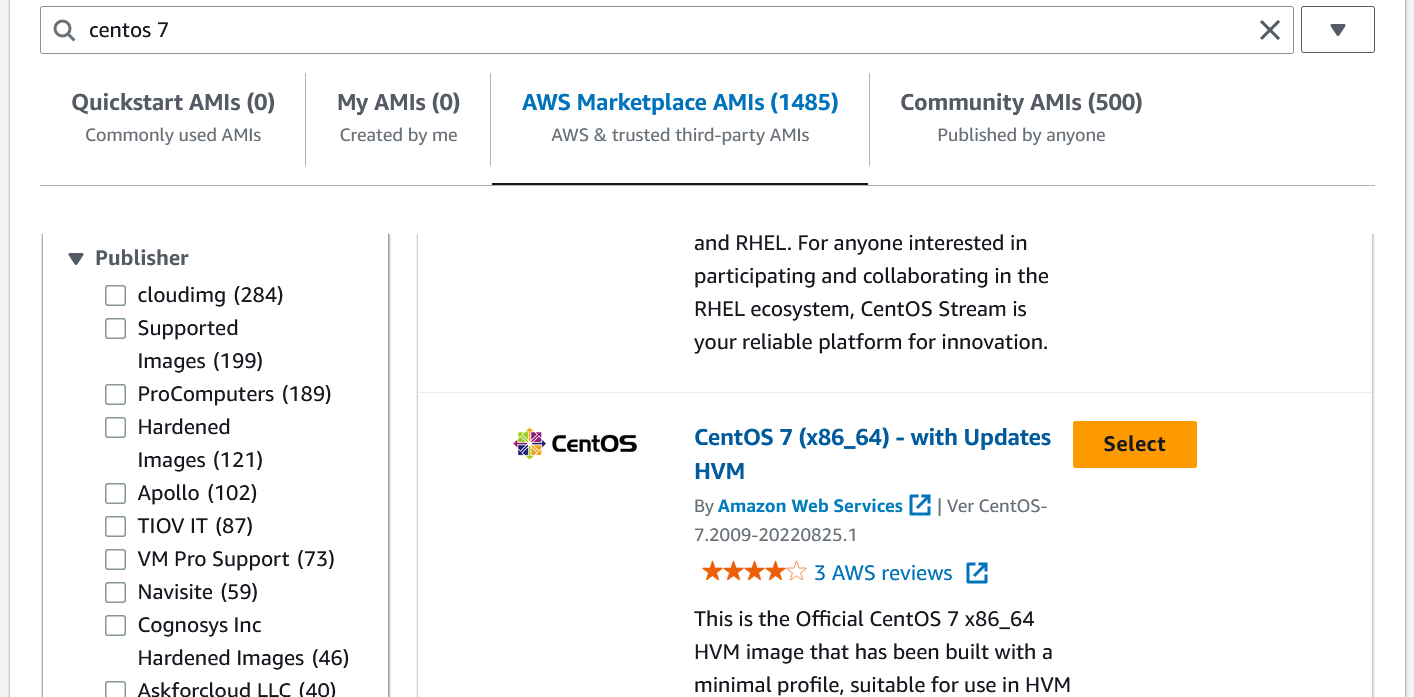 centos 7
Quickstart AMIs (0)
Commonly used AMIs
My AMIs (0)
Created by me
AWS Marketplace AMIs (1485)
AWS & trusted third-party AMIs
Community AMIs (500)
Published by anyone
Publisher
cloudimg (284)
Supported
Images (199)
ProComputers (189)
Hardened
Images (121)
Apollo (102)
TIOV IT (87)
VM Pro Support (73)
Navisite (59)
Cognosys Inc
Hardened Images (46)
Askforcloud LLC (40)
and RHEL. For anyone interested in
participating and collaborating in the
RHEL ecosystem, CentOS Stream is
your reliable platform for innovation.
CentOS
CentOS 7 (x86_64) - with Updates
HVM
Select
By Amazon Web Services | Ver CentOS-
7.2009-20220825.1
3 AWS reviews
This is the Official CentOS 7 x86_64
HVM image that has been built with a
minimal profile, suitable for use in HVM